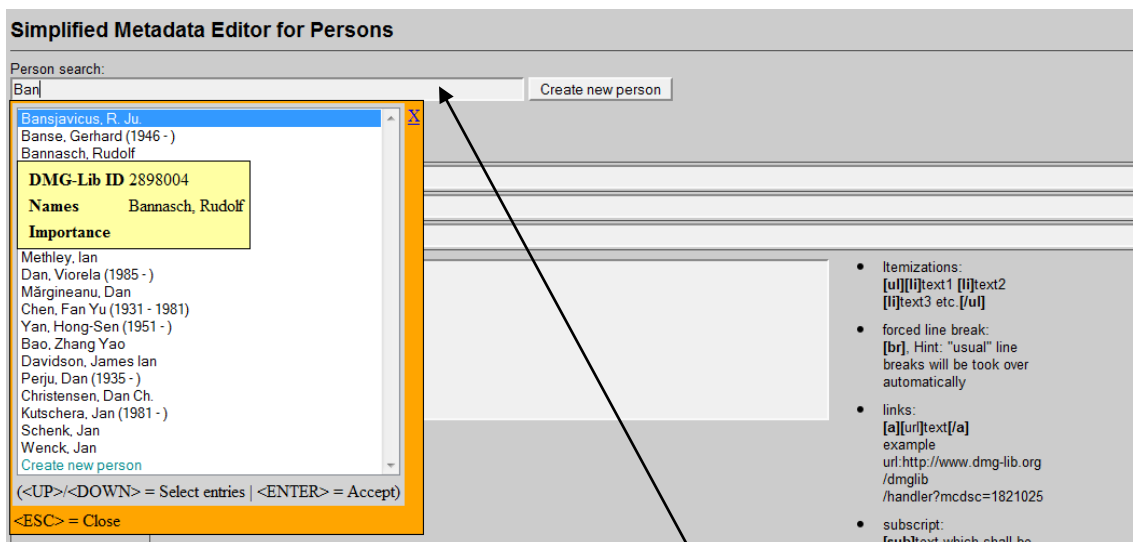 Simplified Metadata Editor for Persons
Person search:
Ban
Create new person
X
Bansjavicus, R. Ju.
Banse, Gerhard (1946 - )
Bannasch, Rudolf
DMG-Lib ID 2898004
Names Bannasch, Rudolf
Importance
Methley, Ian
Dan, Viorela (1985 - )
Mărgineanu, Dan
Chen, Fan Yu (1931 - 1981)
Yan, Hong-Sen (1951 - )
Bao, Zhang Yao
Davidson, James Ian
Perju, Dan (1935 - )
Christensen, Dan Ch.
Kutschera, Jan (1981 - )
Schenk, Jan
Wenck, Jan
Create new person
(<UP>/<DOWN> = Select entries | <ENTER> = Accept)
<ESC> = Close
Itemizations:
[ul][li]text1 [li]text2
[li]text3 etc.[/ul]
forced line break:
[br], Hint: "usual" line
breaks will be took over
automatically
links:
[a][url]text[/a]
example
url:http://www.dmg-lib.org
/dmglib
/handler?mcdsc=1821025
subscript:
[sub]text which shall be